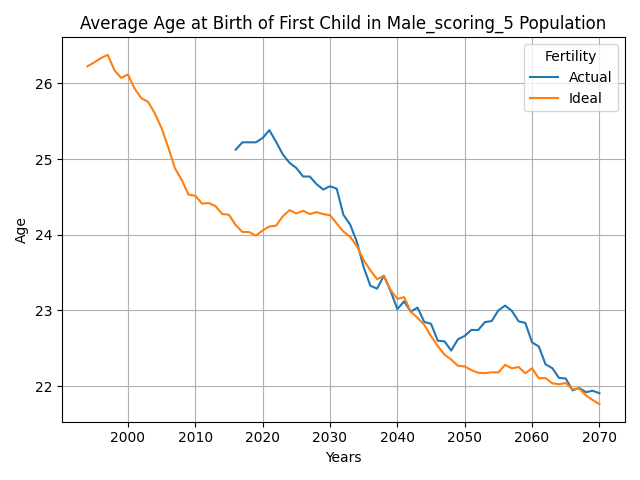 Average Age at Birth of First Child in Male_scoring_5 Population
Fertility
Actual
Ideal
Age
26
25
24
23
22
2000 2010 2020 2030 2040 2050 2060 2070
Years